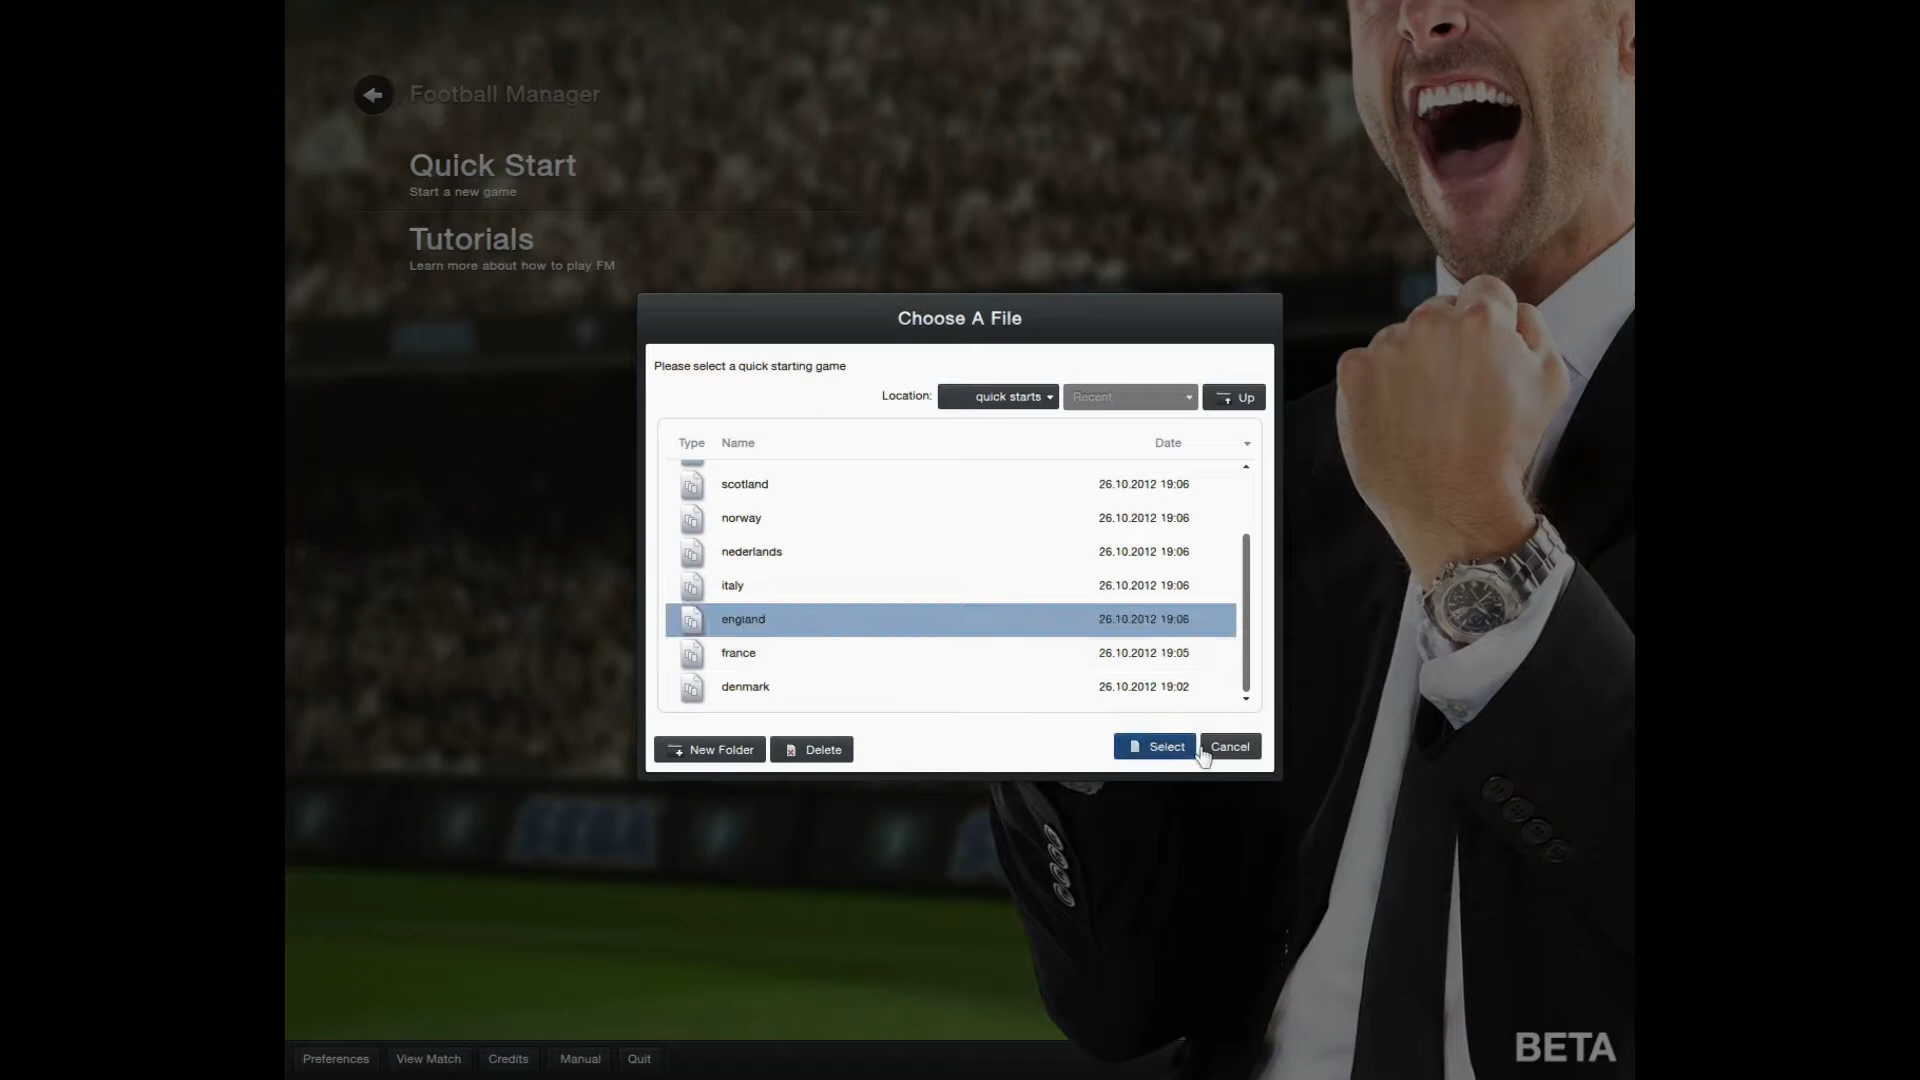 Football Manager
Quick Start
Start a new game
Tutorials
Learn more about how to play FM
Choose A File
Please select a quick starting game
Location: quick starts Recent Up
Type Name Date
scotland 26.10.2012 19:06
norway 26.10.2012 19:06
nederlands 26.10.2012 19:06
italy 26.10.2012 19:06
england 26.10.2012 19:06
france 26.10.2012 19:05
denmark 26.10.2012 19:02
New Folder Delete Select Cancel
SEGA
Preferences View Match Credits Manual Quit
BETA